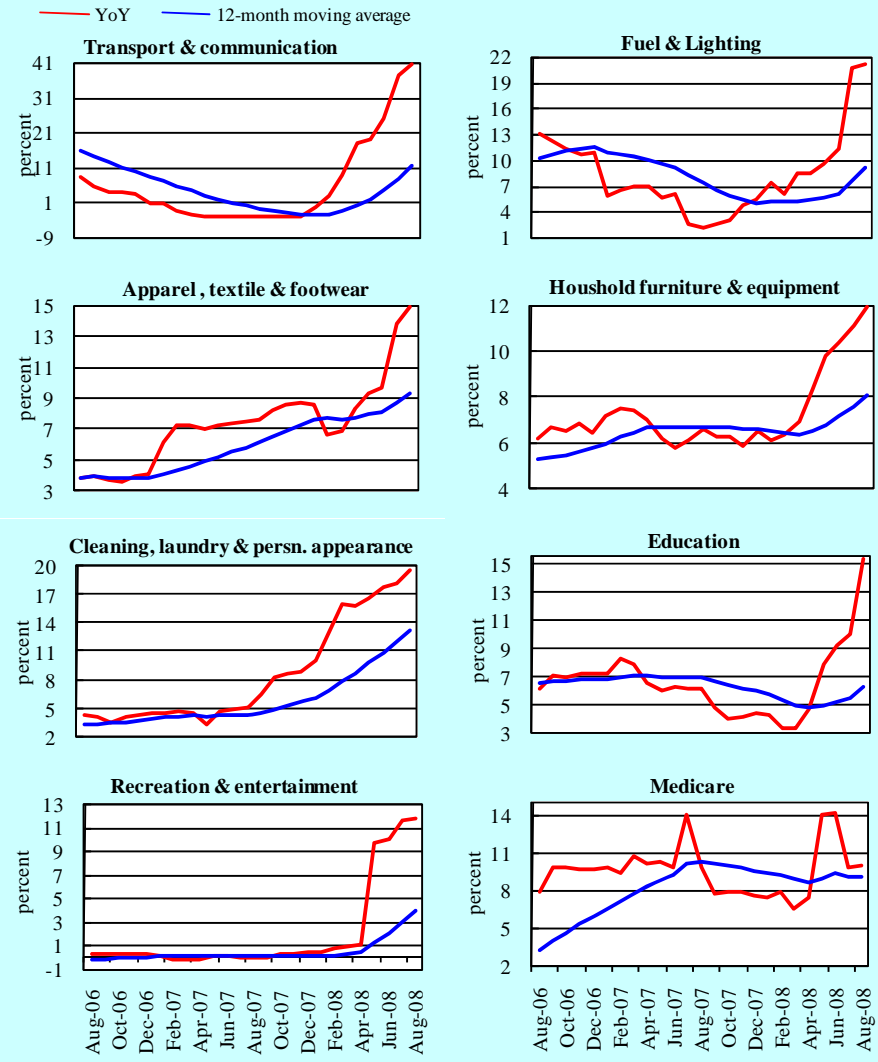 YoY 12-month moving average
Transport & communication
percent
41
31
21
11
1
-9
Fuel & Lighting
percent
22
19
16
13
10
7
4
1
Apparel , textile & footwear
percent
15
13
11
9
7
5
3
Houshold furniture & equipment
percent
12
10
8
6
4
Cleaning, laundry & persn. appearance
percent
20
17
14
11
8
5
2
Education
percent
15
13
11
9
7
5
3
Recreation & entertainment
percent
13
11
9
7
5
3
1
-1
Aug-06
Oct-06
Dec-06
Feb-07
Apr-07
Jun-07
Aug-07
Oct-07
Dec-07
Feb-08
Apr-08
Jun-08
Aug-08
Medicare
percent
14
11
8
5
2
Aug-06
Oct-06
Dec-06
Feb-07
Apr-07
Jun-07
Aug-07
Oct-07
Dec-07
Feb-08
Apr-08
Jun-08
Aug-08